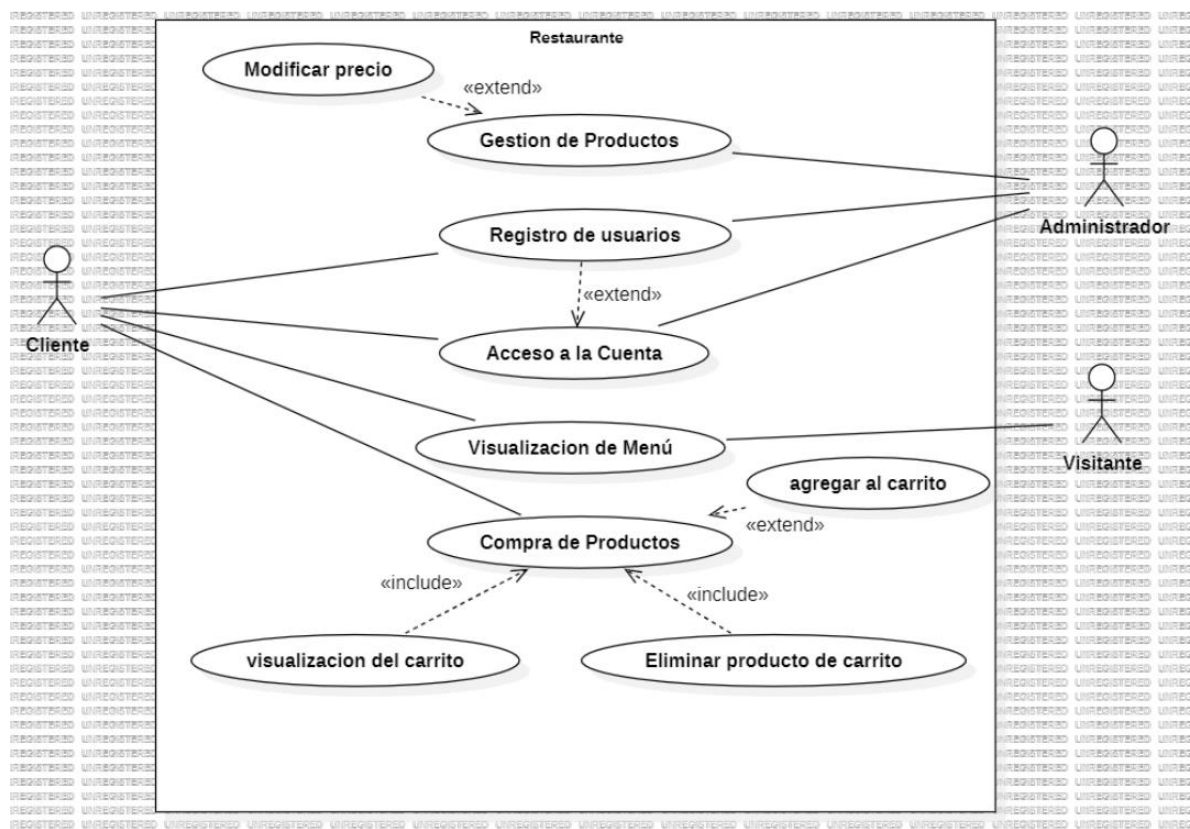 UNREGISTERED
Restaurante
Modificar precio
«extend»
Gestion de Productos
Administrador
Registro de usuarios
«extend»
Cliente
Acceso a la Cuenta
Visualizacion de Menú
Visitante
agregar al carrito
«extend»
Compra de Productos
«include»
«include»
visualizacion del carrito
Eliminar producto de carrito